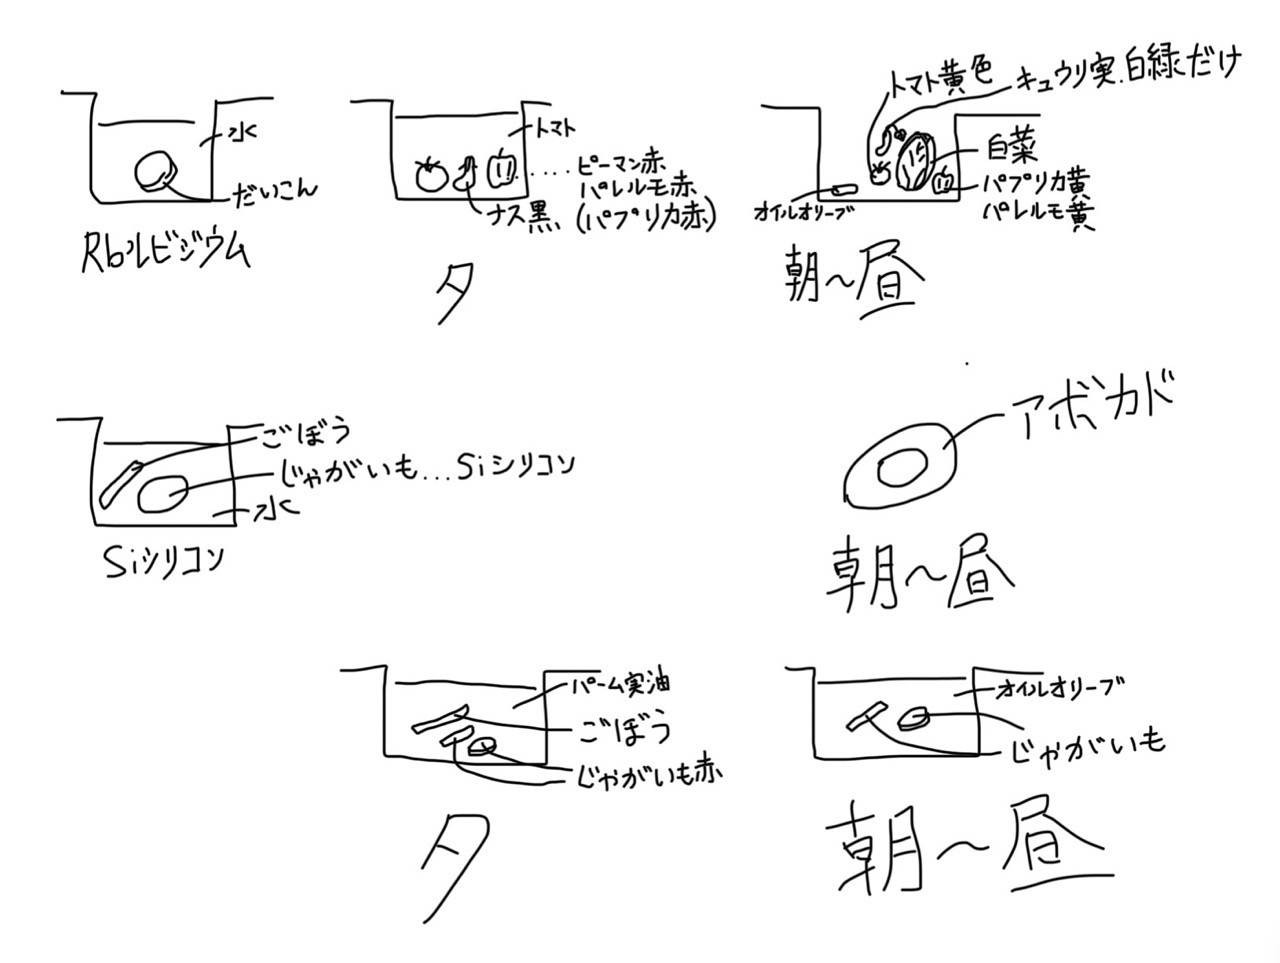 水
だいこん
Rbルビジウム
トマト
ピーマン赤
パレルモ赤
(パプリカ赤)
ナス黒
夕
トマト黄色
キュウリ実.白緑だけ
白菜
パプリカ黄
パレルモ黄
オイルオリーブ
朝～昼
ごぼう
じゃがいも...Siシリコン
水
Siシリコン
アボカド
朝～昼
パーム実油
ごぼう
じゃがいも赤
夕
オイルオリーブ
じゃがいも
朝～昼